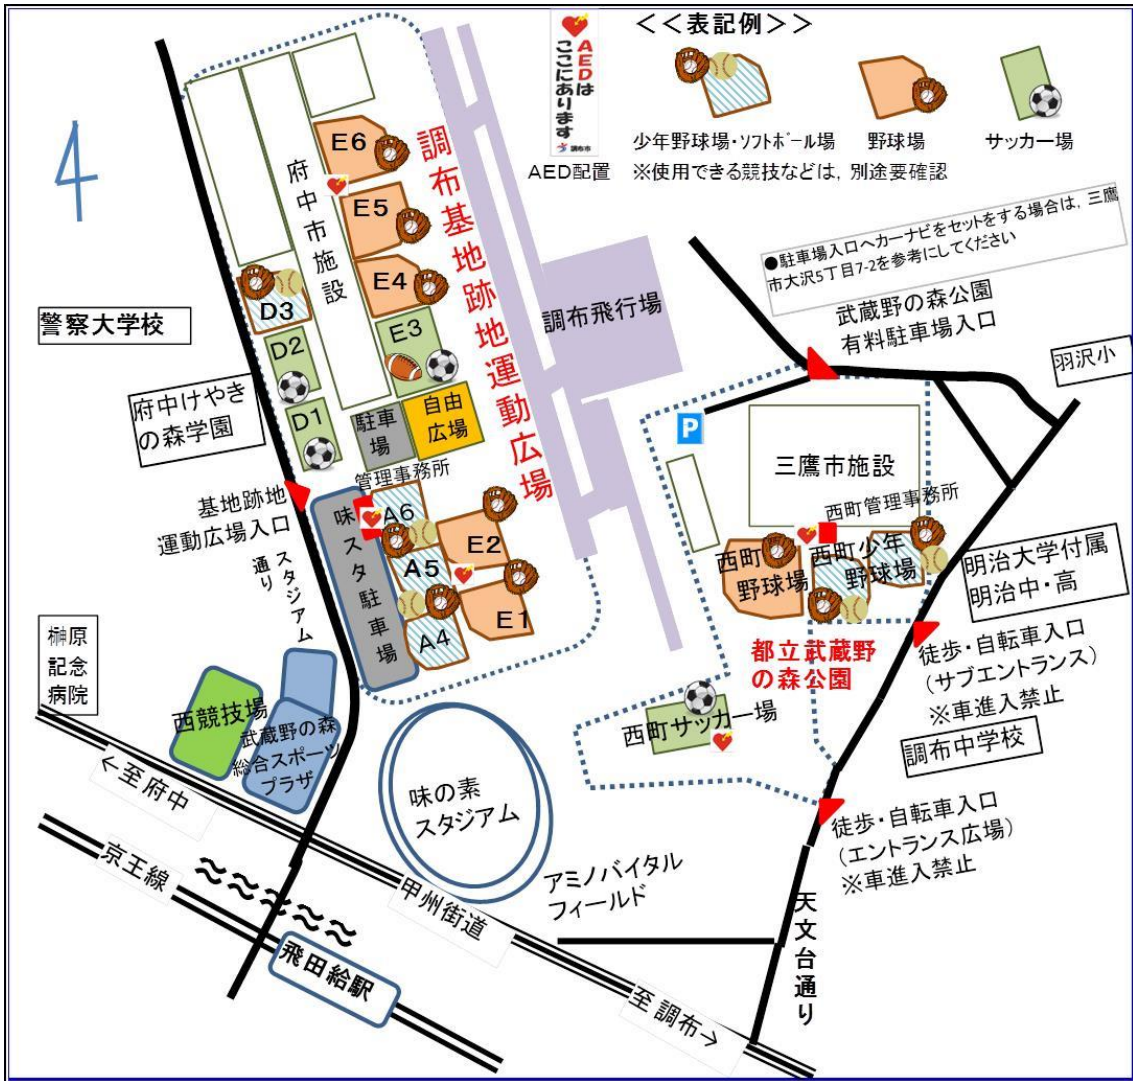 <<表記例>>
AEDは
ここにあります
調布市
AED配置
少年野球場・ソフトボール場
野球場
サッカー場
※使用できる競技などは，別途要確認
●駐車場入口へカーナビをセットをする場合は，三鷹
市大沢5丁目7-2を参考にしてください
武蔵野の森公園
有料駐車場入口
羽沢小
調布基地跡地運動広場
調布飛行場
府中市施設
E6
E5
E4
E3
D3
D2
D1
警察大学校
府中けやき
の森学園
駐車
場
自由
広場
管理事務所
基地跡地
運動広場入口
スタジアム
通り
味スタ駐車場
A6
A5
A4
E2
E1
P
三鷹市施設
西町管理事務所
西町
野球場
西町少年
野球場
明治大学付属
明治中・高
都立武蔵野
の森公園
徒歩・自転車入口
（サブエントランス）
※車進入禁止
調布中学校
西町サッカー場
徒歩・自転車入口
（エントランス広場）
※車進入禁止
榊原
記念
病院
西競技場
武蔵野の森
総合スポーツ
プラザ
味の素
スタジアム
アミノバイタル
フィールド
←至府中
京王線
甲州街道
飛田給駅
天文台通り
至調布→